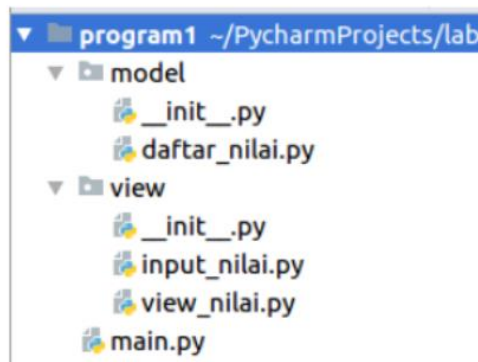 program1 ~/PycharmProjects/lab
model
__init__.py
daftar_nilai.py
view
__init__.py
input_nilai.py
view_nilai.py
main.py